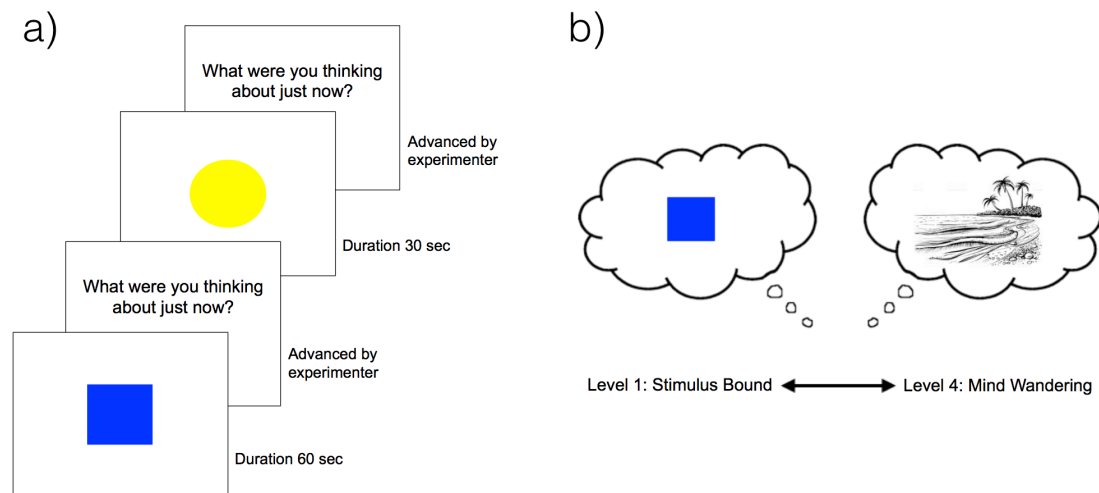 a)
What were you thinking
about just now?
Advanced by
experimenter
Duration 30 sec
What were you thinking
about just now?
Advanced by
experimenter
Duration 60 sec
b)
Level 1: Stimulus Bound
Level 4: Mind Wandering